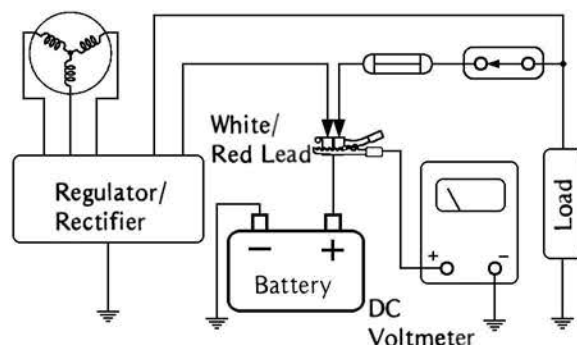 White/
Red Lead
Regulator/
Rectifier
Load
+
−
−
+
Battery
DC
Voltmeter